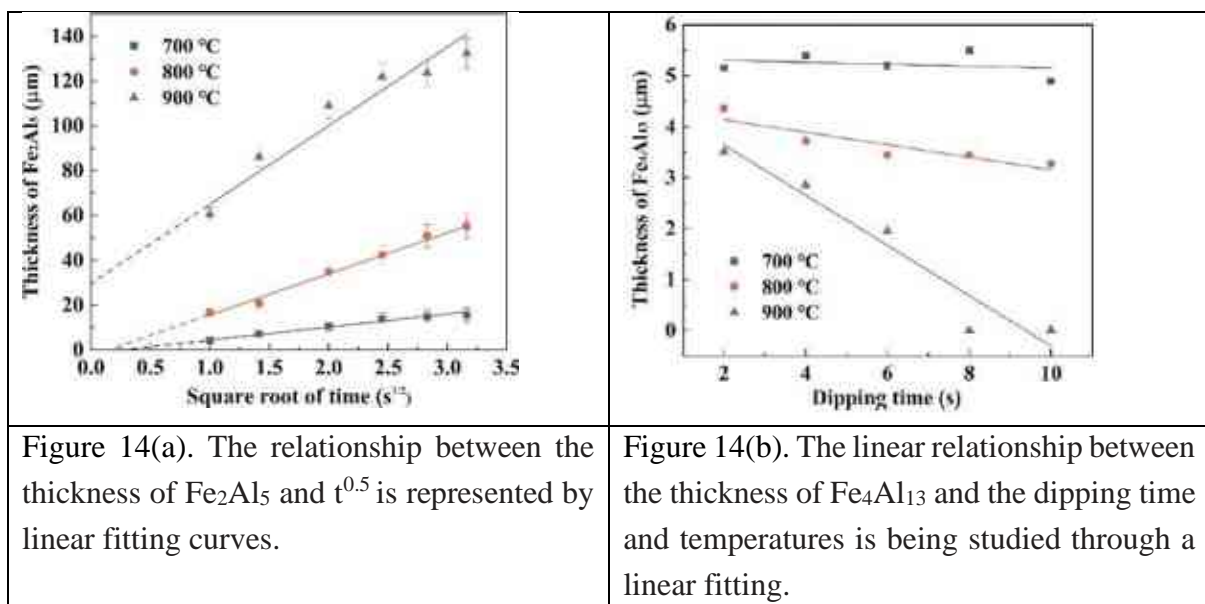 140
120
100
80
60
40
20
0
Thickness of Fe₂Al₅ (μm)
700 °C
800 °C
900 °C
0.0 0.5 1.0 1.5 2.0 2.5 3.0 3.5
Square root of time (s¹ᐟ²)
6
5
4
3
2
1
0
Thickness of Fe₄Al₁₃ (μm)
700 °C
800 °C
900 °C
2 4 6 8 10
Dipping time (s)
Figure 14(a). The relationship between the
thickness of Fe₂Al₅ and t⁰·⁵ is represented by
linear fitting curves.
Figure 14(b). The linear relationship between
the thickness of Fe₄Al₁₃ and the dipping time
and temperatures is being studied through a
linear fitting.